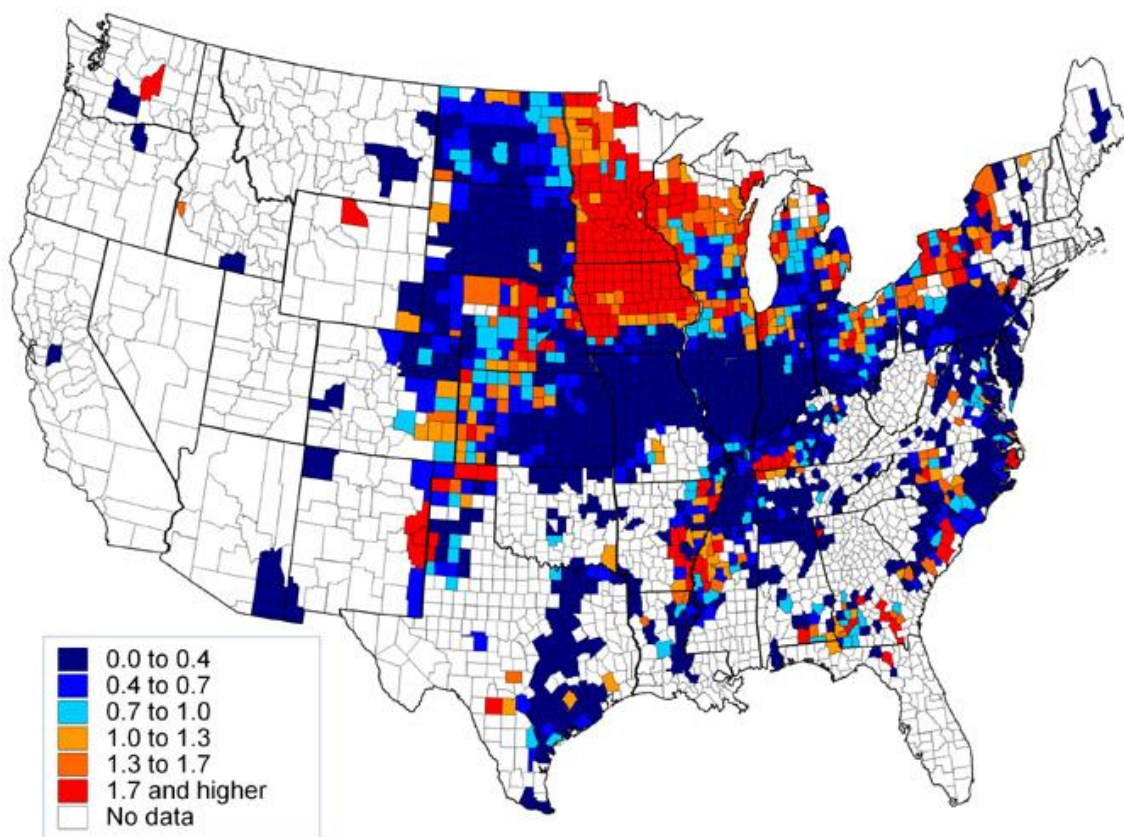 0.0 to 0.4
0.4 to 0.7
0.7 to 1.0
1.0 to 1.3
1.3 to 1.7
1.7 and higher
No data